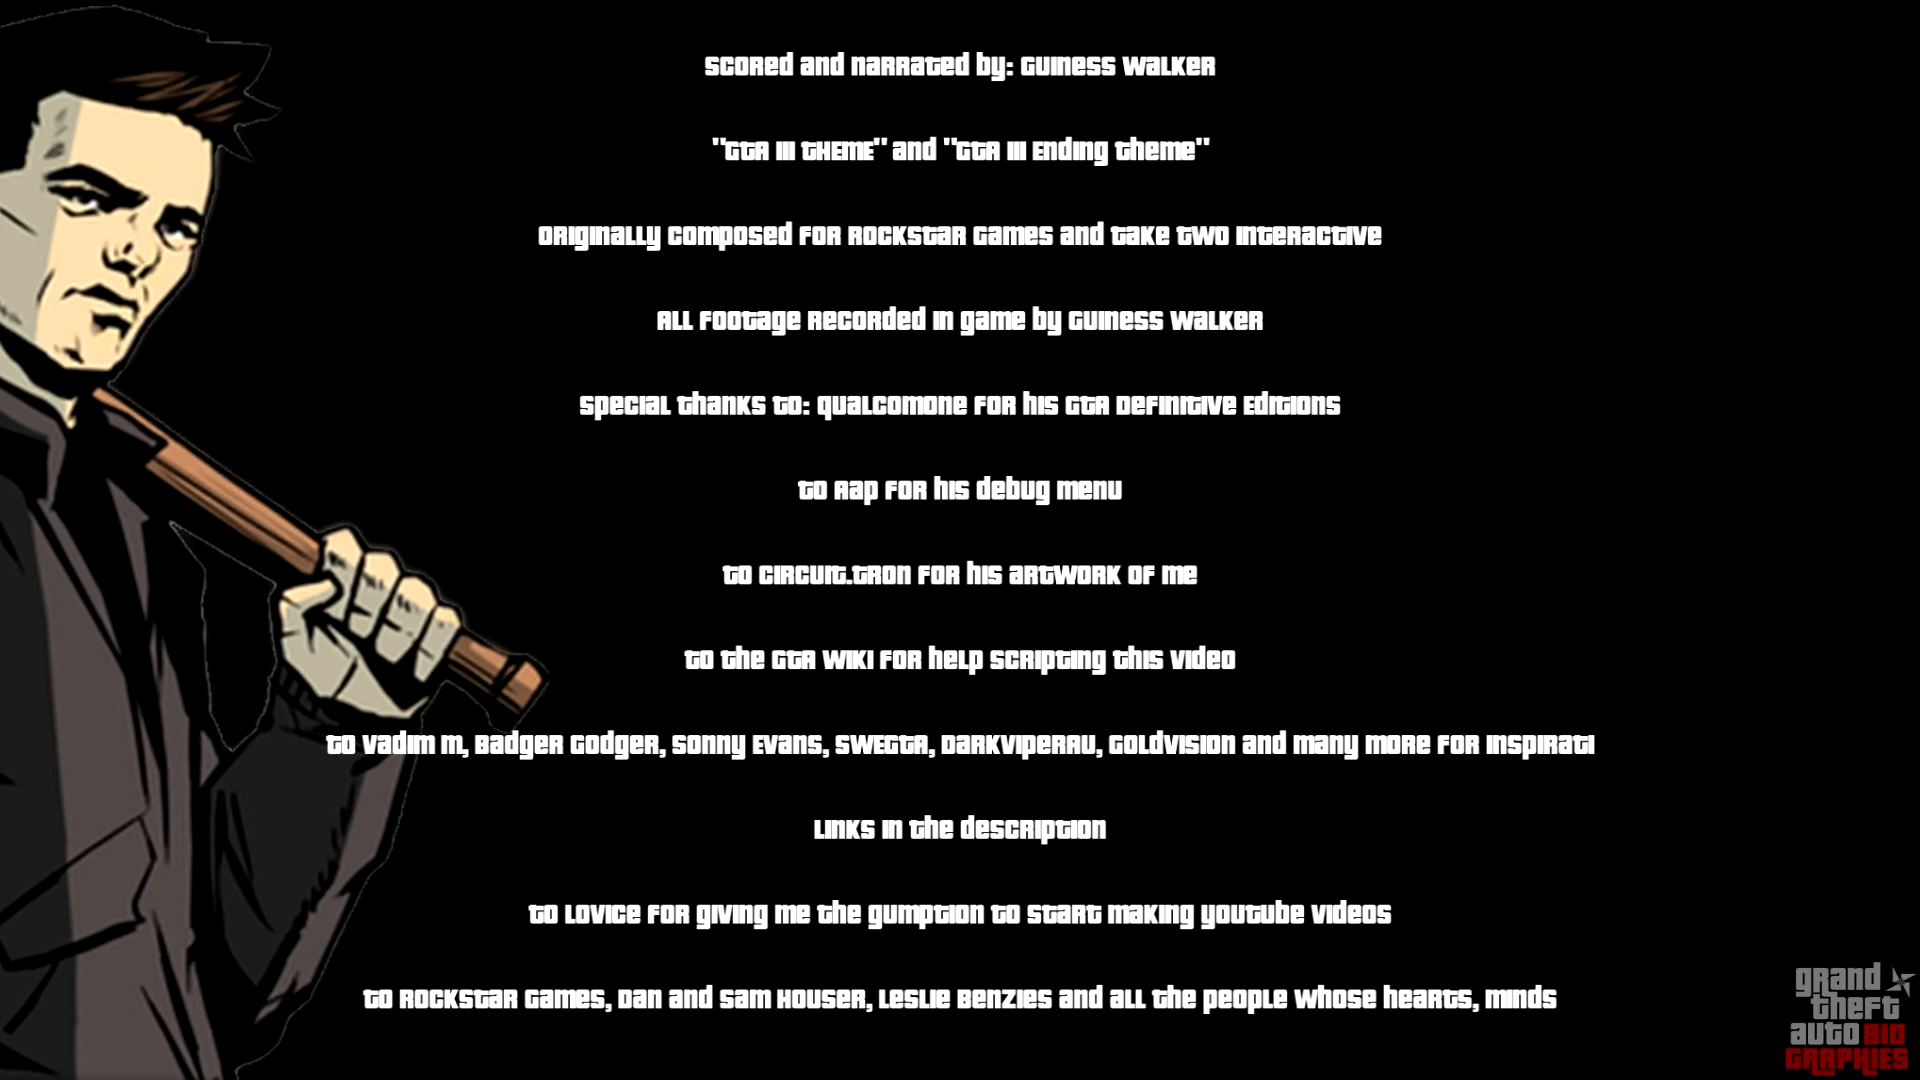 Scored and narrated by: Guiness Walker
"GTA III THEME" and "GTA III Ending theme"
Originally composed for Rockstar Games and Take Two Interactive
All footage recorded in game by Guiness Walker
Special thanks to: Qualcomone for his GTA Definitive Editions
to Aap for his debug menu
to circuit.tron for his artwork of me
to the GTA Wiki for help scripting this video
to Vadim M, Badger Godger, Sonny Evans, SWEGTA, DarkViperAU, Goldvision and many more for inspirati
Links in the description
to Lovice for giving me the gumption to start making youtube videos
to Rockstar Games, Dan and Sam Houser, Leslie Benzies and all the people whose hearts, minds
grand
theft
auto BIO
GRAPHIES